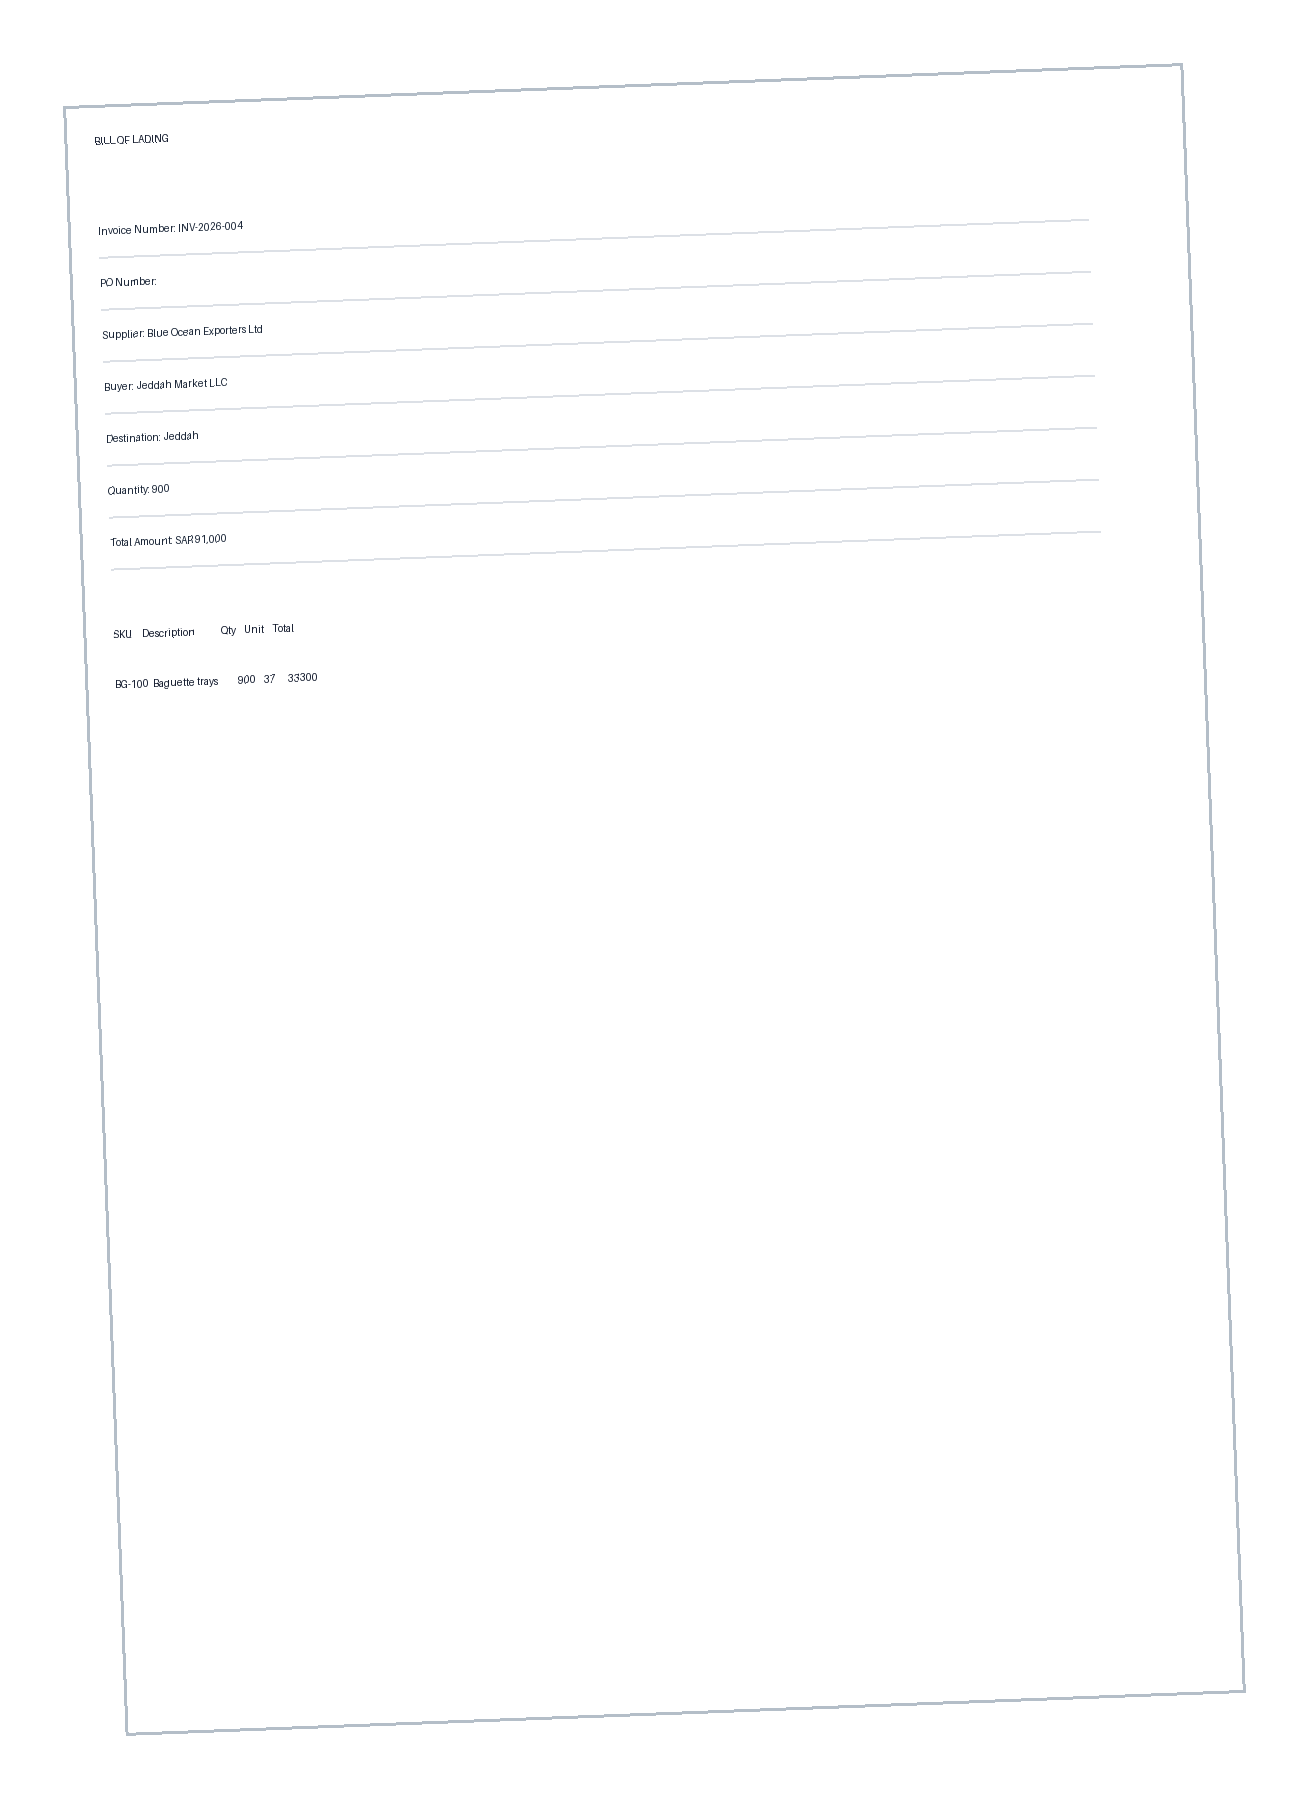 BILL OF LADING
Invoice Number: INV-2026-004
PO Number:
Supplier: Blue Ocean Exporters Ltd
Buyer: Jeddah Market LLC
Destination: Jeddah
Quantity: 900
Total Amount: SAR 91,000
SKU Description Qty Unit Total
BG-100 Baguette trays 900 37 33300